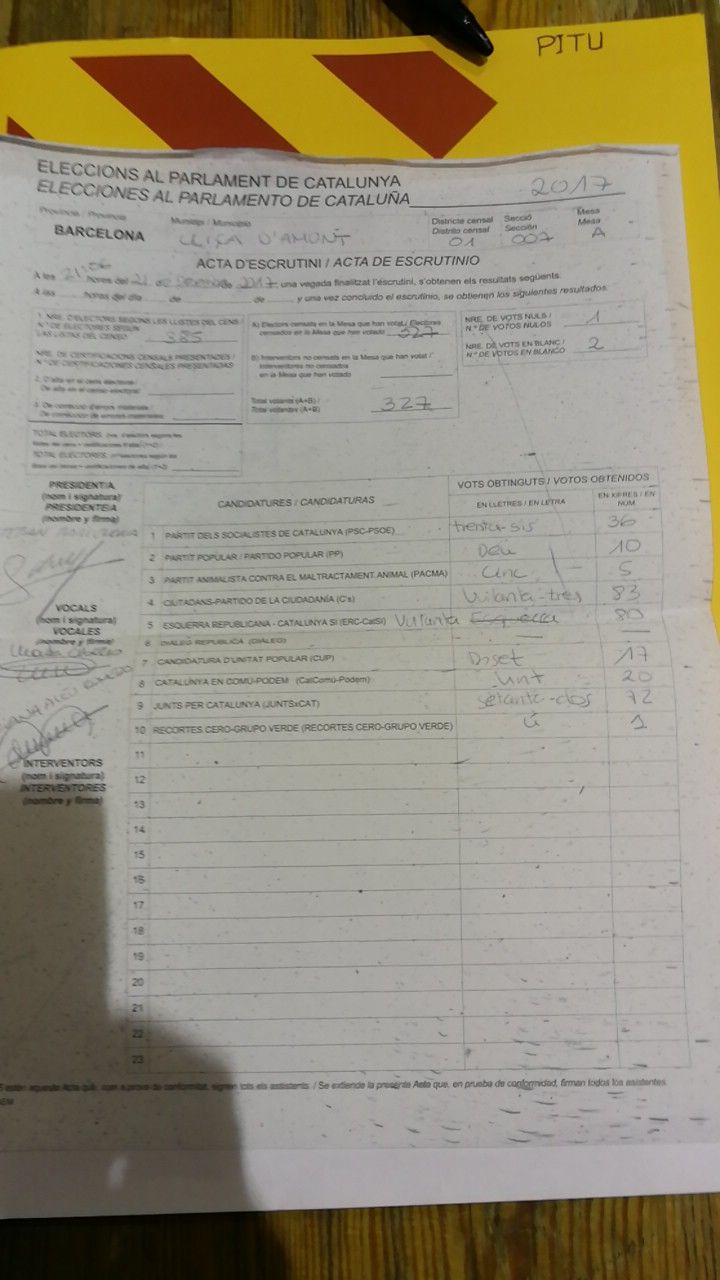 PITU
ELECCIONS AL PARLAMENT DE CATALUNYA
ELECCIONES AL PARLAMENTO DE CATALUÑA 2017
Província / Provincia
BARCELONA
Municipi / Municipio
LLIÇA D'AMUNT
Districte censal
Distrito censal
01
Secció
Sección
007
Mesa
Mesa
A
ACTA D'ESCRUTINI / ACTA DE ESCRUTINIO
A les 21:06 hores del 21 de de 2017 una vegada finalitzat l'escrutini, s'obtenen els resultats següents.
A las horas del día de de y una vez concluido el escrutinio, se obtienen los siguientes resultados.
1. NRE. D'ELECTORS SEGONS LES LLISTES DEL CENS /
N.º DE ELECTORES SEGÚN
LAS LISTAS DEL CENSO 385
NRE. DE CERTIFICACIONS CENSALS PRESENTADES /
N.º DE CERTIFICACIONES CENSALES PRESENTADAS
2. D'alta en el cens electoral /
De alta en el censo electoral
3. De correcció d'errors materials /
De corrección de errores materiales
TOTAL ELECTORS
TOTAL ELECTORES
A) Electors censats en la Mesa que han votat / Electores
censados en la Mesa que han votado 327
B) Interventors no censats en la Mesa que han votat /
Interventores no censados
en la Mesa que han votado
Total votants (A+B) /
Total votantes (A+B) 327
NRE. DE VOTS NULS /
N.º DE VOTOS NULOS 1
NRE. DE VOTS EN BLANC /
N.º DE VOTOS EN BLANCO 2
PRESIDENT/A
(nom i signatura)
PRESIDENTE/A
(nombre y firma)
VOCALS
(nom i signatura)
VOCALES
(nombre y firma)
INTERVENTORS
(nom i signatura)
INTERVENTORES
(nombre y firma)
CANDIDATURES / CANDIDATURAS
VOTS OBTINGUTS / VOTOS OBTENIDOS
EN LLETRES / EN LETRA
EN XIFRES / EN NÚM
1 PARTIT DELS SOCIALISTES DE CATALUNYA (PSC-PSOE) trenta-sis 36
2 PARTIT POPULAR / PARTIDO POPULAR (PP) Deu 10
3 PARTIT ANIMALISTA CONTRA EL MALTRACTAMENT ANIMAL (PACMA) Cinc 5
4 CIUTADANS-PARTIDO DE LA CIUDADANÍA (C's) Vuitanta-tres 83
5 ESQUERRA REPUBLICANA - CATALUNYA SÍ (ERC-CatSí) Vuitanta 80
6 DIÀLEG REPUBLICÀ (DIÀLEG)
7 CANDIDATURA D'UNITAT POPULAR (CUP) Diset 17
8 CATALUNYA EN COMÚ-PODEM (CatComú-Podem) Vint 20
9 JUNTS PER CATALUNYA (JUNTSxCAT) setanta-dos 72
10 RECORTES CERO-GRUPO VERDE (RECORTES CERO-GRUPO VERDE) Ú 1
11
12
13
14
15
16
17
18
19
20
21
22
23
aquesta Acta que, com a prova de conformitat, signen tots els assistents. / Se extiende la presente Acta que, en prueba de conformidad, firman todos los asistentes.